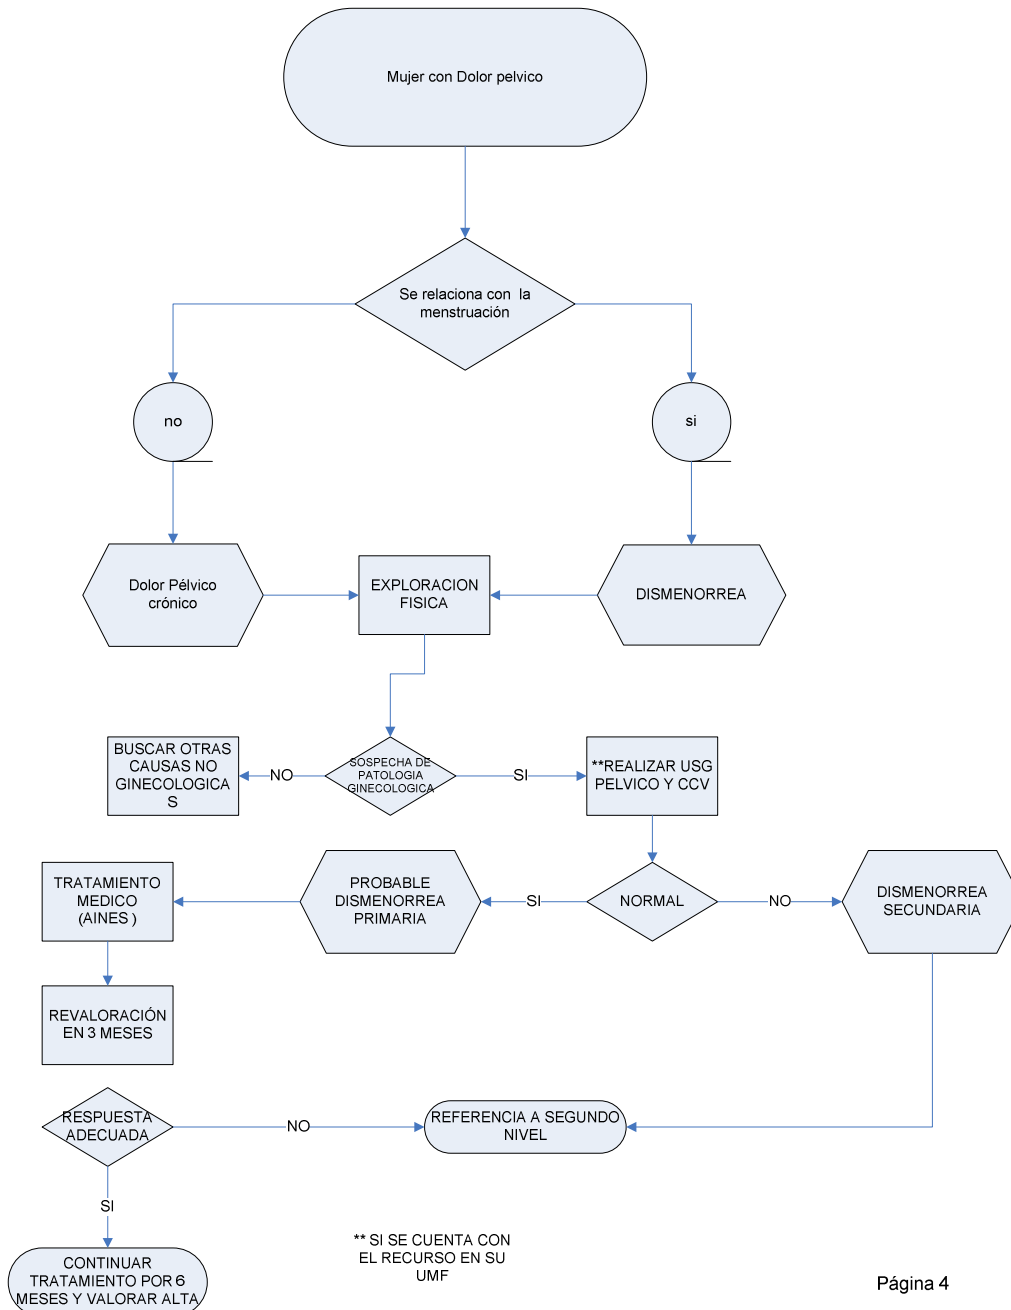 Mujer con Dolor pelvico
Se relaciona con la
menstruación
no
si
Dolor Pélvico
crónico
EXPLORACION
FISICA
DISMENORREA
BUSCAR OTRAS
CAUSAS NO
GINECOLOGICA
S
NO
SOSPECHA DE
PATOLOGIA
GINECOLOGICA
SI
**REALIZAR USG
PELVICO Y CCV
TRATAMIENTO
MEDICO
(AINES )
PROBABLE
DISMENORREA
PRIMARIA
SI
NORMAL
NO
DISMENORREA
SECUNDARIA
REVALORACIÓN
EN 3 MESES
RESPUESTA
ADECUADA
NO
REFERENCIA A SEGUNDO
NIVEL
SI
CONTINUAR
TRATAMIENTO POR 6
MESES Y VALORAR ALTA
** SI SE CUENTA CON
EL RECURSO EN SU
UMF
Página 4